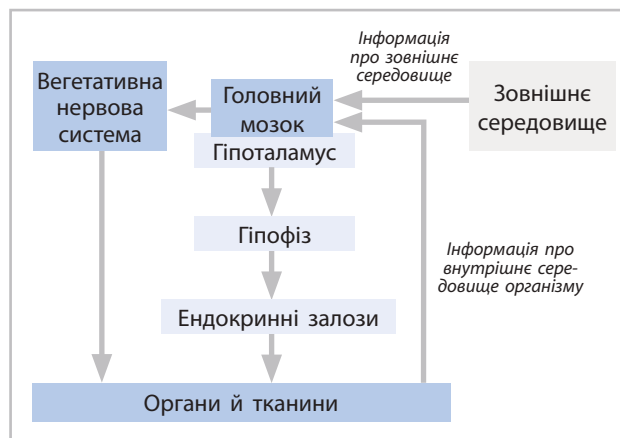 Інформація
про зовнішнє
середовище
Вегетативна
нервова
система
Головний
мозок
Зовнішнє
середовище
Гіпоталамус
Гіпофіз
Інформація про
внутрішнє сере-
довище організму
Ендокринні залози
Органи й тканини